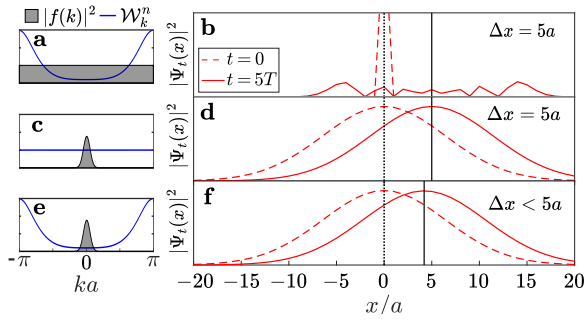 |f(k)|² — 𝒲ₖⁿ
a
c
e
-π 0 π
ka
|Ψₜ(x)|²
b
Δx = 5a
t = 0
t = 5T
|Ψₜ(x)|²
d
Δx = 5a
|Ψₜ(x)|²
f
Δx < 5a
−20 −15 −10 −5 0 5 10 15 20
x/a